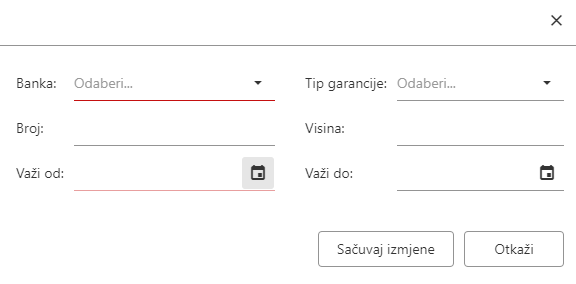 Banka: Odaberi... Tip garancije: Odaberi...
Broj: Visina:
Važi od: Važi do:
Sačuvaj izmjene Otkaži